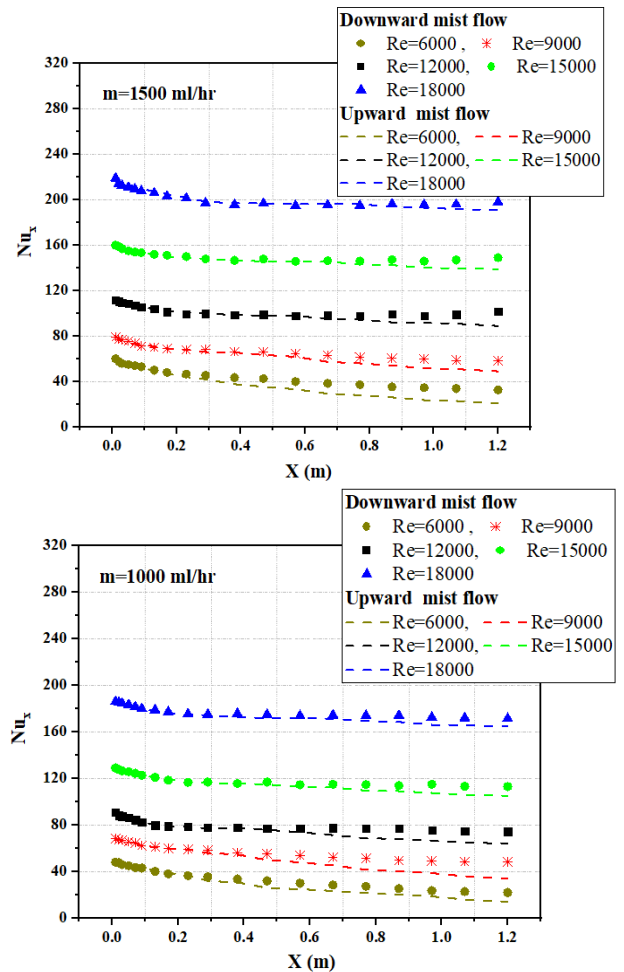 Downward mist flow
Re=6000 , Re=9000
Re=12000, Re=15000
Re=18000
Upward mist flow
Re=6000, Re=9000
Re=12000, Re=15000
Re=18000
m=1500 ml/hr
320
280
240
200
160
120
80
40
0
Nux
0.0 0.2 0.4 0.6 0.8 1.0 1.2
X (m)
Downward mist flow
Re=6000 , Re=9000
Re=12000, Re=15000
Re=18000
Upward mist flow
Re=6000, Re=9000
Re=12000, Re=15000
Re=18000
m=1000 ml/hr
320
280
240
200
160
120
80
40
0
Nux
0.0 0.2 0.4 0.6 0.8 1.0 1.2
X (m)